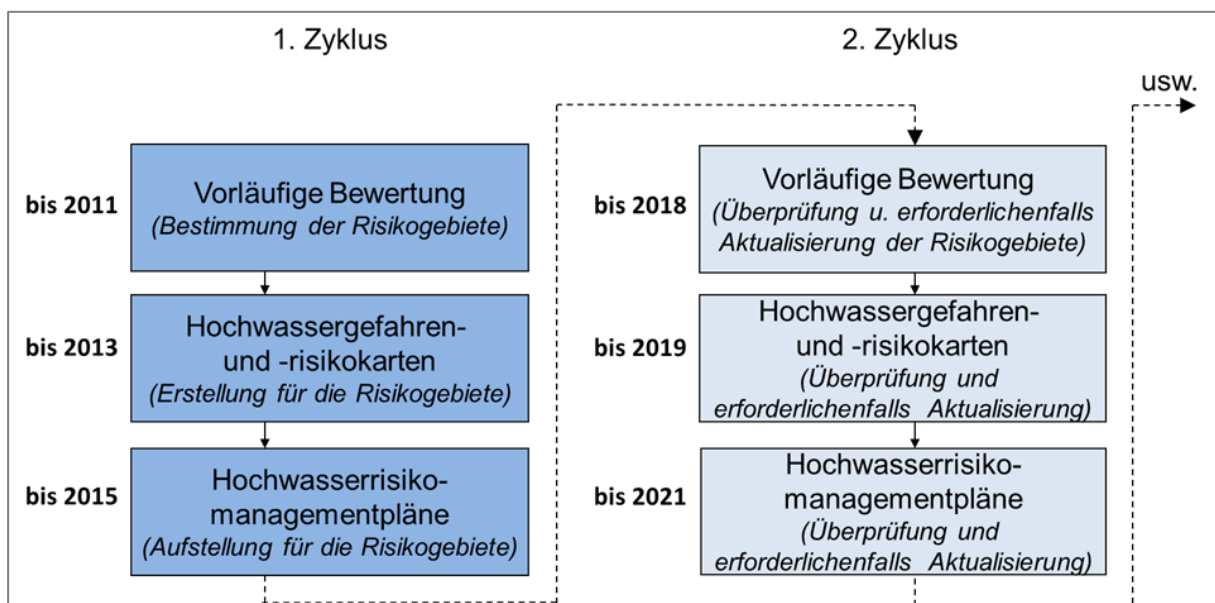 1. Zyklus
bis 2011
Vorläufige Bewertung
(Bestimmung der Risikogebiete)
bis 2013
Hochwassergefahren-
und -risikokarten
(Erstellung für die Risikogebiete)
bis 2015
Hochwasserrisiko-
managementpläne
(Aufstellung für die Risikogebiete)
2. Zyklus
usw.
bis 2018
Vorläufige Bewertung
(Überprüfung u. erforderlichenfalls
Aktualisierung der Risikogebiete)
bis 2019
Hochwassergefahren-
und -risikokarten
(Überprüfung und
erforderlichenfalls Aktualisierung)
bis 2021
Hochwasserrisiko-
managementpläne
(Überprüfung und
erforderlichenfalls Aktualisierung)